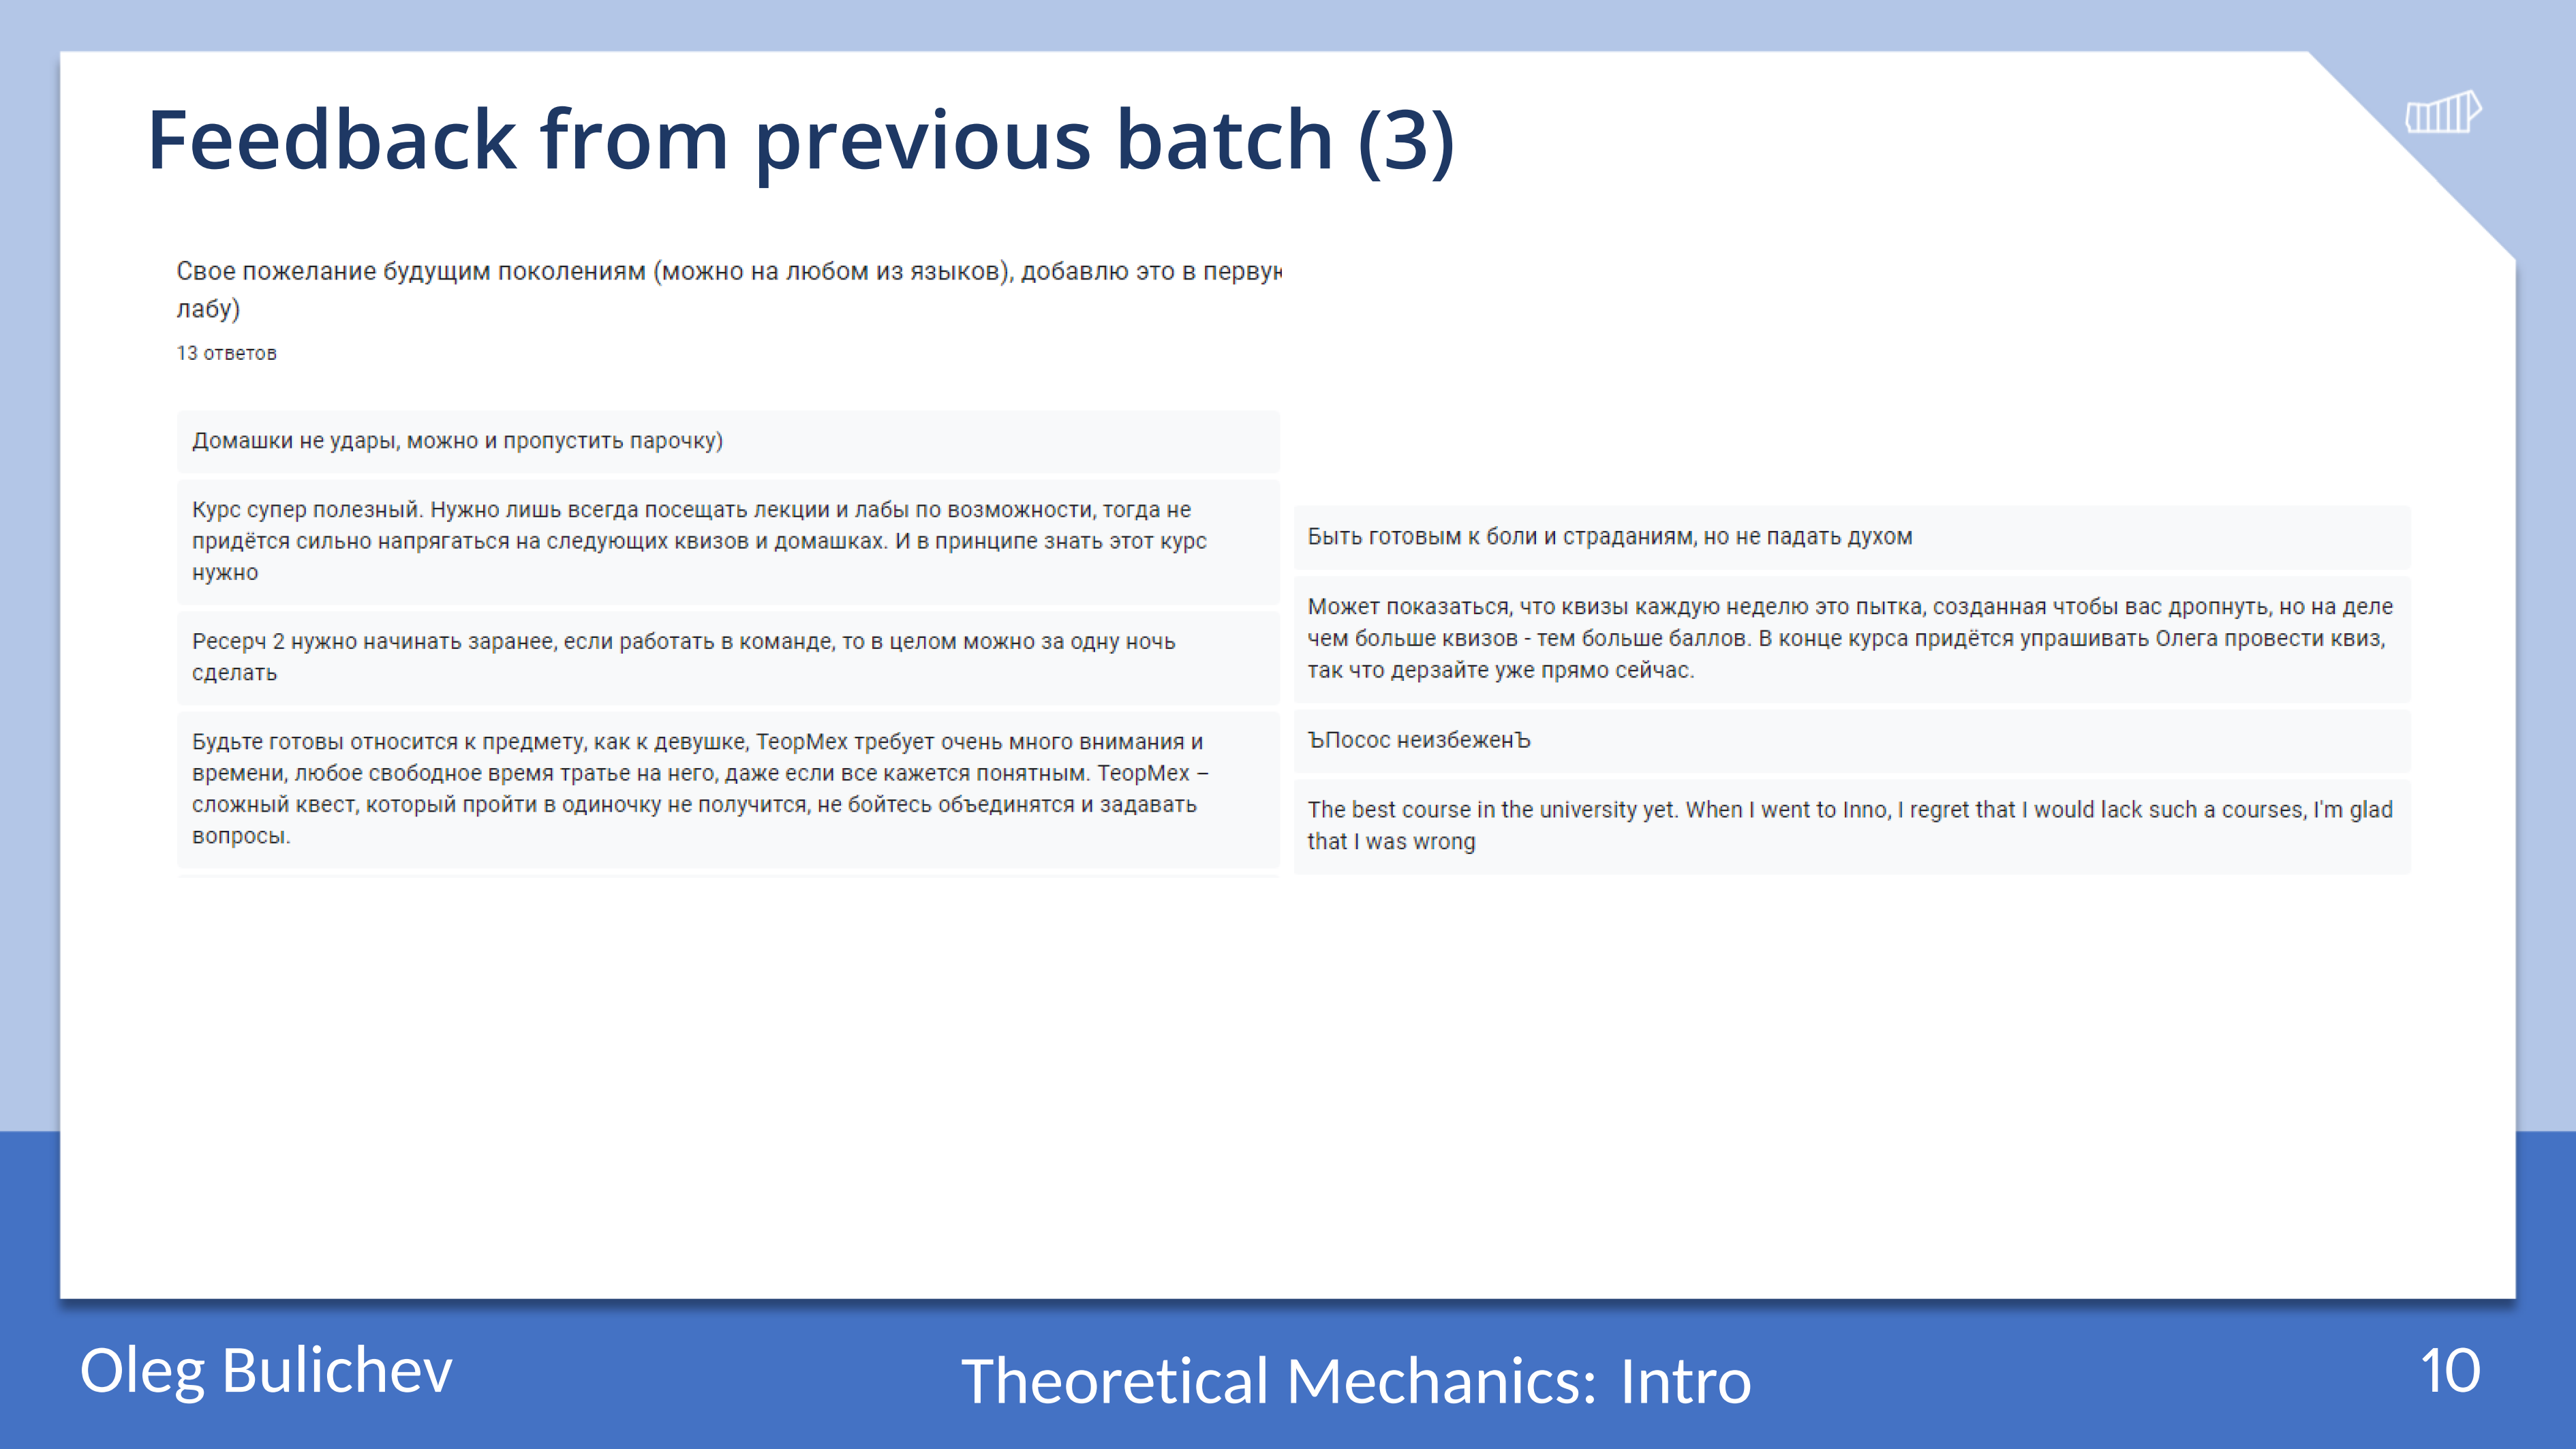 Feedback from previous batch (3)
Свое пожелание будущим поколениям (можно на любом из языков), добавлю это в первую
лабу)
13 ответов
Домашки не удары, можно и пропустить парочку)
Курс супер полезный. Нужно лишь всегда посещать лекции и лабы по возможности, тогда не
придётся сильно напрягаться на следующих квизов и домашках. И в принципе знать этот курс
нужно
Ресерч 2 нужно начинать заранее, если работать в команде, то в целом можно за одну ночь
сделать
Будьте готовы относится к предмету, как к девушке, ТеорМех требует очень много внимания и
времени, любое свободное время тратье на него, даже если все кажется понятным. ТеорМех –
сложный квест, который пройти в одиночку не получится, не бойтесь объединятся и задавать
вопросы.
Быть готовым к боли и страданиям, но не падать духом
Может показаться, что квизы каждую неделю это пытка, созданная чтобы вас дропнуть, но на деле
чем больше квизов - тем больше баллов. В конце курса придётся упрашивать Олега провести квиз,
так что дерзайте уже прямо сейчас.
ЪПосос неизбеженЪ
The best course in the university yet. When I went to Inno, I regret that I would lack such a courses, I'm glad
that I was wrong
Oleg Bulichev
Theoretical Mechanics: Intro
10